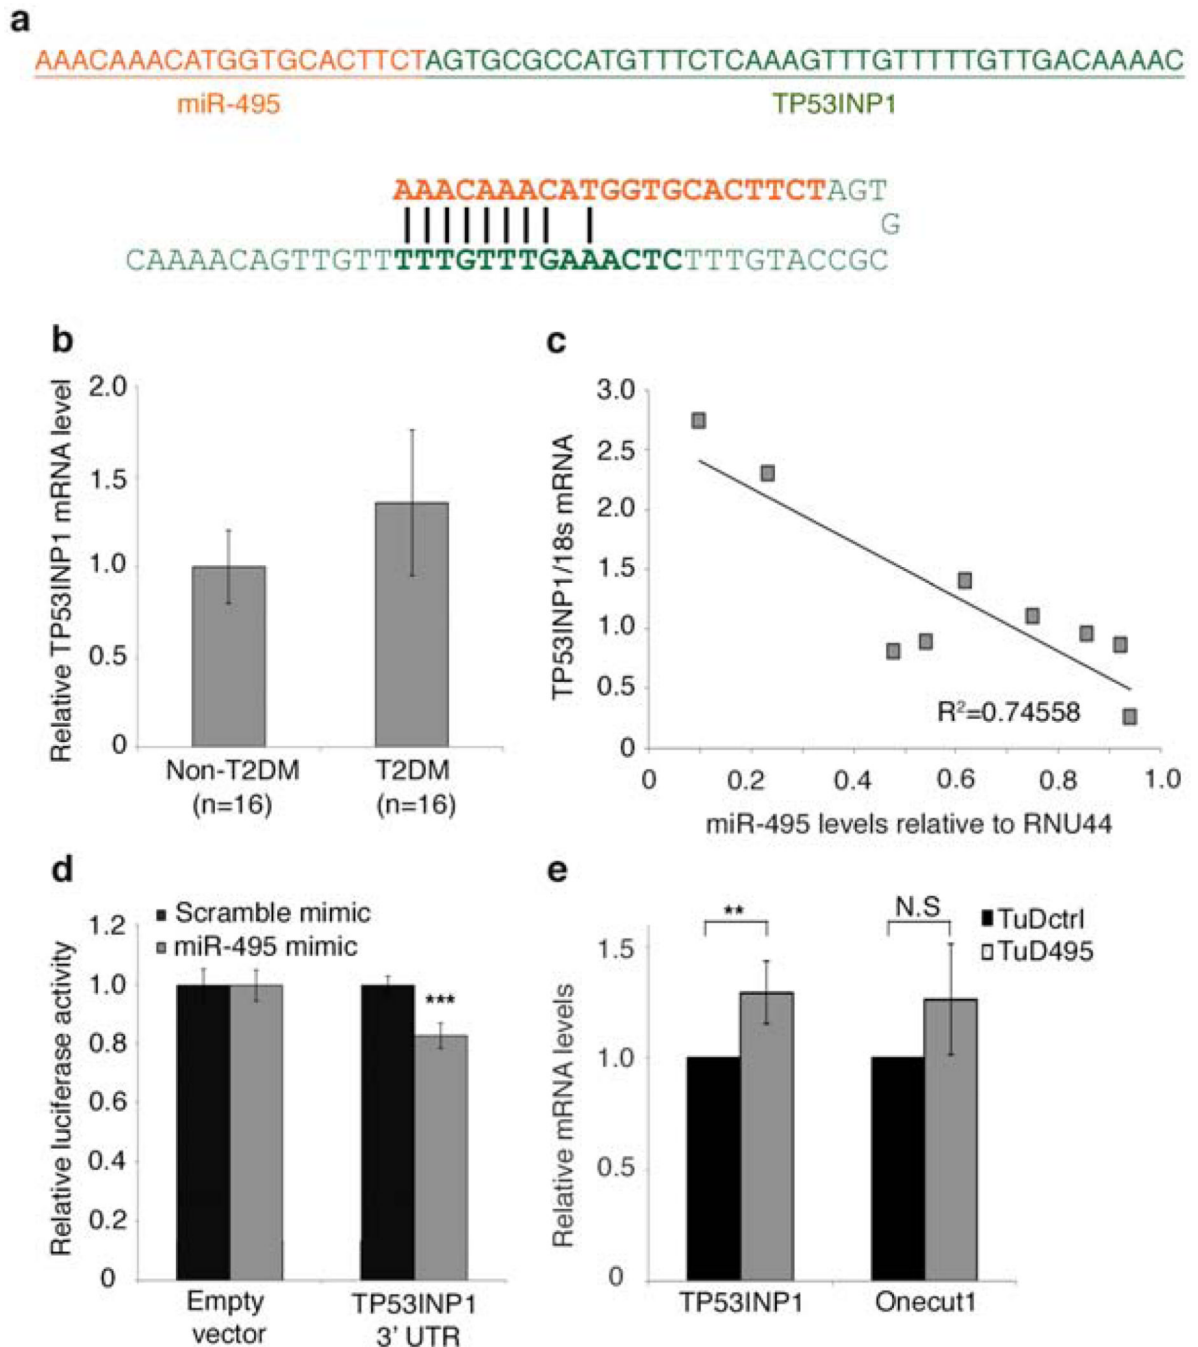 a
AAACAAACATGGTGCACTTCTAGTGCGCCATGTTTCTCAAAGTTTGTTTTTGTTGACAAAAC
miR-495 TP53INP1
AAACAAACATGGTGCACTTCTAGT
G
CAAAACAGTTGTTTTTGTTTGAAACTCTTTGTACCGC
b
Relative TP53INP1 mRNA level
2.0
1.5
1.0
0.5
0
Non-T2DM T2DM
(n=16) (n=16)
c
TP53INP1/18s mRNA
3.0
2.5
2.0
1.5
1.0
0.5
0
R²=0.74558
0 0.2 0.4 0.6 0.8 1.0
miR-495 levels relative to RNU44
d
Scramble mimic
miR-495 mimic
Relative luciferase activity
1.2
1.0
0.8
0.6
0.4
0.2
0
***
Empty TP53INP1
vector 3’ UTR
e
** N.S
TuDctrl
TuD495
Relative mRNA levels
1.5
1.0
0.5
0
TP53INP1 Onecut1